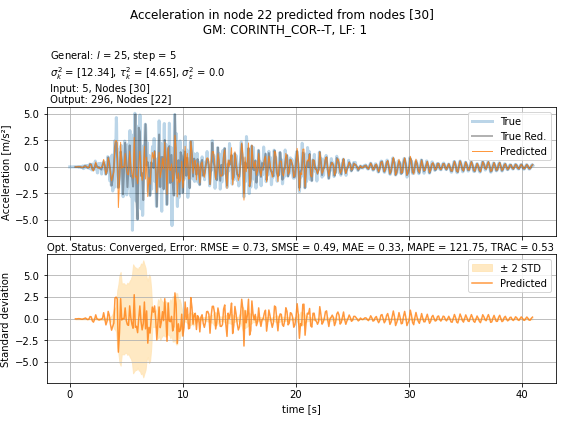 Acceleration in node 22 predicted from nodes [30]
GM: CORINTH_COR--T, LF: 1
General: l = 25, step = 5
σ²ₖ = [12.34], τ²ₖ = [4.65], σ²ε = 0.0
Input: 5, Nodes [30]
Output: 296, Nodes [22]
Acceleration [m/s²]
5.0
2.5
0.0
−2.5
−5.0
True
True Red.
Predicted
Opt. Status: Converged, Error: RMSE = 0.73, SMSE = 0.49, MAE = 0.33, MAPE = 121.75, TRAC = 0.53
Standard deviation
5.0
2.5
0.0
−2.5
−5.0
± 2 STD
Predicted
0 10 20 30 40
time [s]